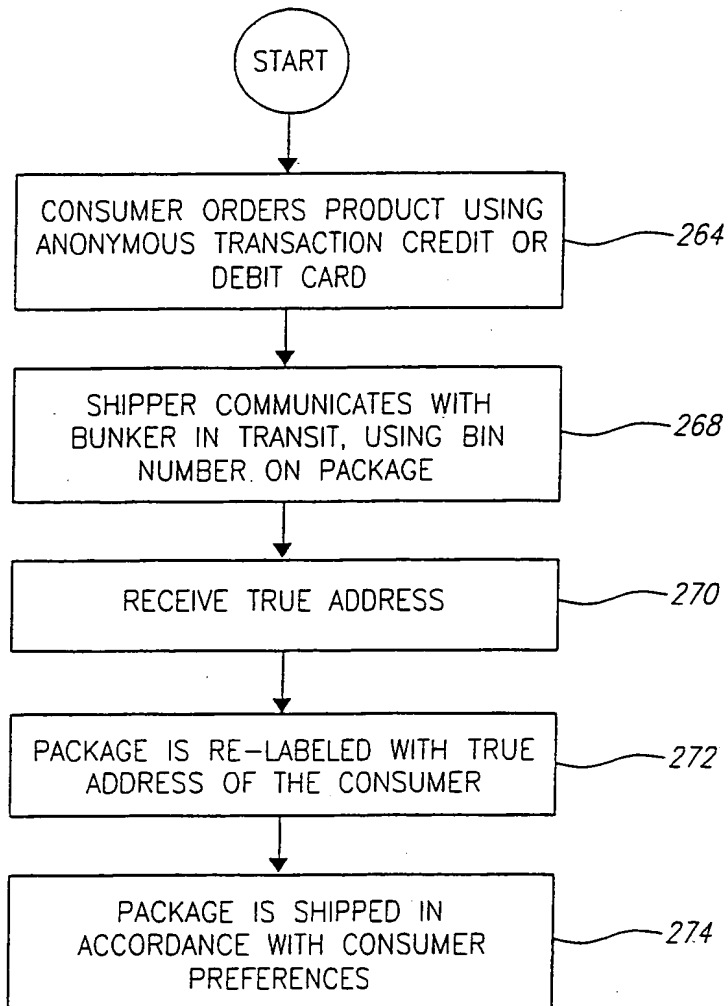 START
CONSUMER ORDERS PRODUCT USING
ANONYMOUS TRANSACTION CREDIT OR
DEBIT CARD
264
SHIPPER COMMUNICATES WITH
BUNKER IN TRANSIT, USING BIN
NUMBER ON PACKAGE
268
RECEIVE TRUE ADDRESS
270
PACKAGE IS RE-LABELED WITH TRUE
ADDRESS OF THE CONSUMER
272
PACKAGE IS SHIPPED IN
ACCORDANCE WITH CONSUMER
PREFERENCES
274